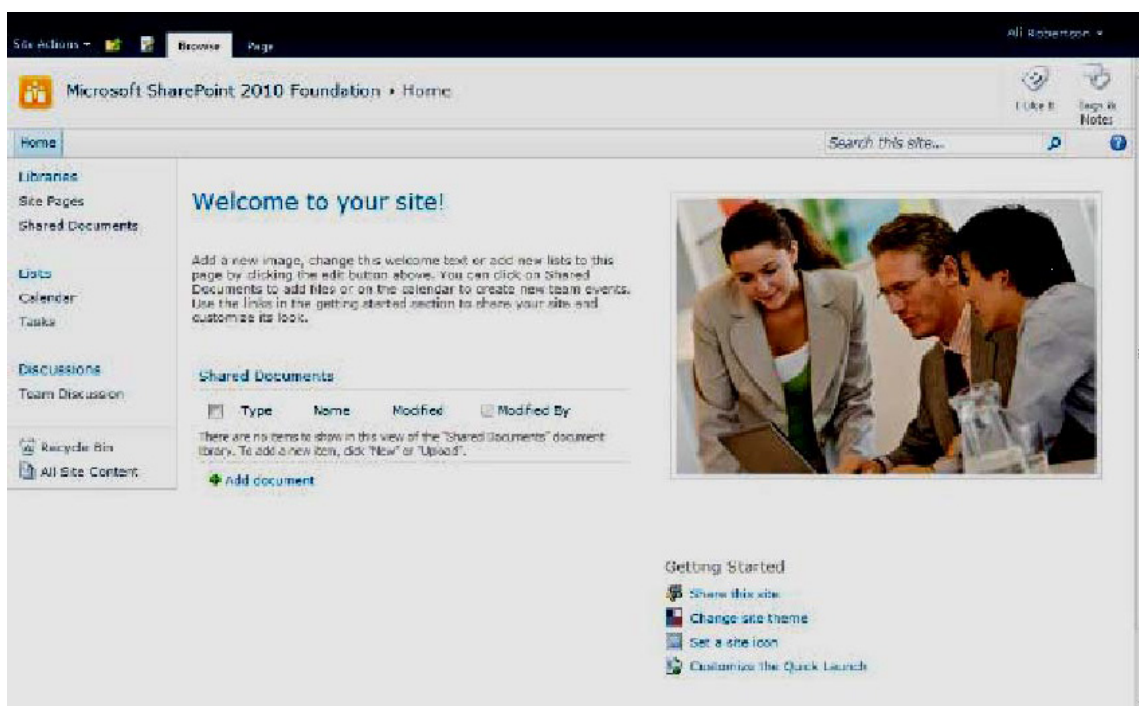 Site Actions
Browse
Page
Ali Robertson
Microsoft SharePoint 2010 Foundation
Home
I Like It
Tags &
Notes
Home
Search this site...
Libraries
Site Pages
Shared Documents
Lists
Calendar
Tasks
Discussions
Team Discussion
Recycle Bin
All Site Content
Welcome to your site!
Add a new image, change this welcome text or add new lists to this
page by clicking the edit button above. You can click on Shared
Documents to add files or on the calendar to create new team events.
Use the links in the getting started section to share your site and
customize its look.
Shared Documents
Type Name Modified Modified By
There are no items to show in this view of the "Shared Documents" document
library. To add a new item, click "New" or "Upload".
Add document
Getting Started
Share this site
Change site theme
Set a site icon
Customize the Quick Launch